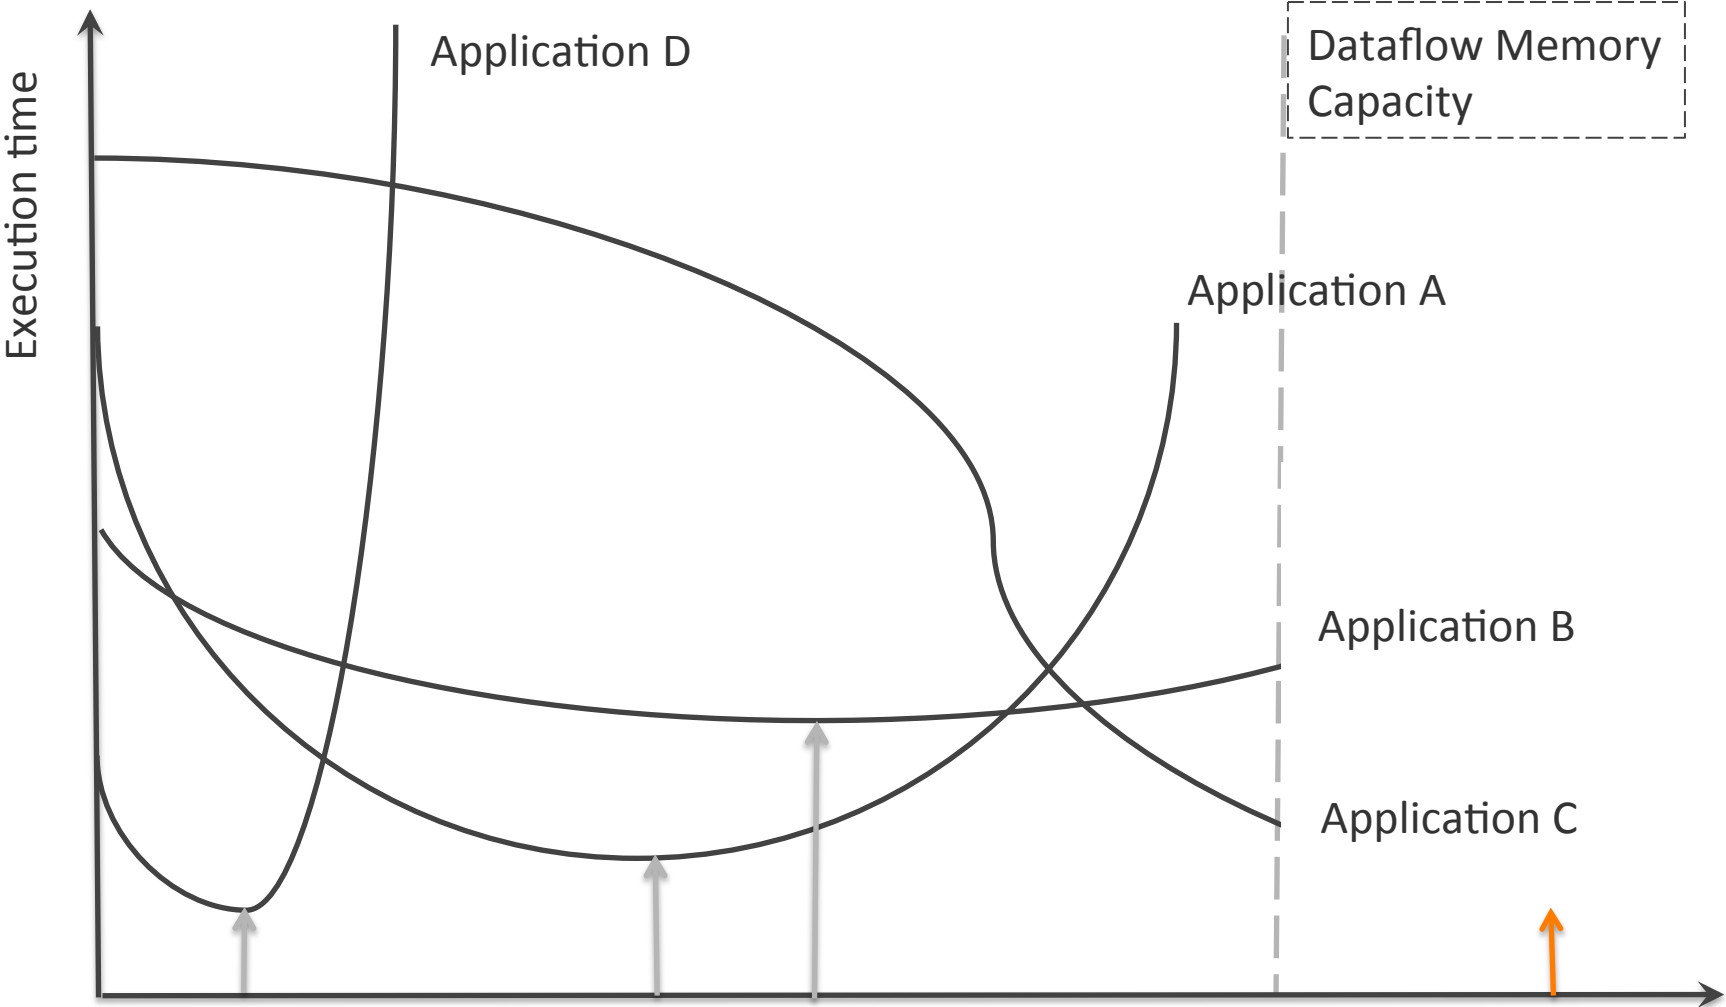 Execution time
Application D
Dataflow Memory
Capacity
Application A
Application B
Application C